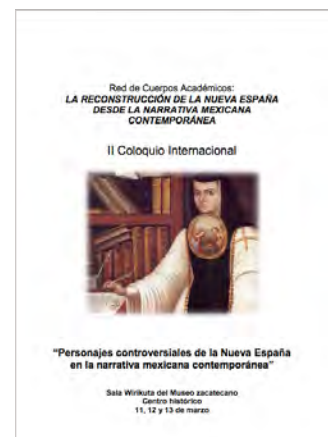 Red de Cuerpos Académicos:
LA RECONSTRUCCIÓN DE LA NUEVA ESPAÑA
DESDE LA NARRATIVA MEXICANA
CONTEMPORÁNEA
II Coloquio Internacional
"Personajes controversiales de la Nueva España
en la narrativa mexicana contemporánea"
Sala Wirikuta del Museo zacatecano
Centro histórico
11, 12 y 13 de marzo